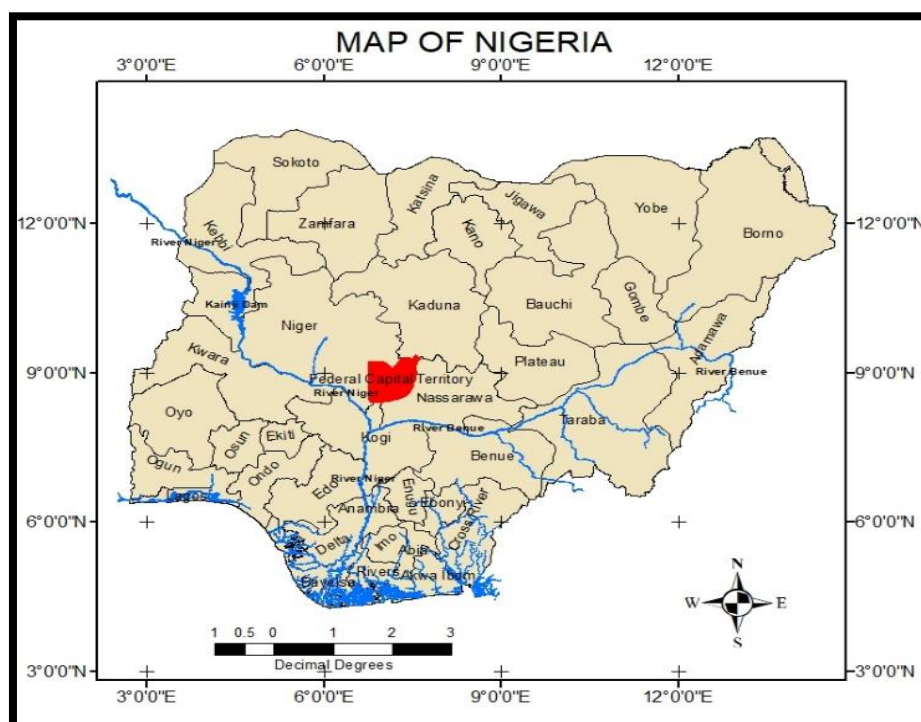 MAP OF NIGERIA
3°0'0"E 6°0'0"E 9°0'0"E 12°0'0"E
Sokoto
Katsina
Jigawa
Yobe
12°0'0"N
Zamfara
12°0'0"N
Kebbi
Kano
Borno
River Niger
Kainy Dam
Niger
Kaduna
Bauchi
Gombe
Adamawa
Kwara
Plateau
9°0'0"N
Federal Capital Territory
9°0'0"N
River Benue
River Niger
Nassarawa
Oyo
Taraba
Kogi
River Benue
Osun
Ekiti
Benue
Ogun
Ondo
River Niger
Edo
Enugu
Lagos
Anambra
Ebony
Cross River
6°0'0"N
6°0'0"N
Delta
Imo
Abia
Rivers
Akwa Ibom
Bayelsa
N
W E
S
1 0.5 0 1 2 3
Decimal Degrees
3°0'0"N
3°0'0"N
3°0'0"E 6°0'0"E 9°0'0"E 12°0'0"E